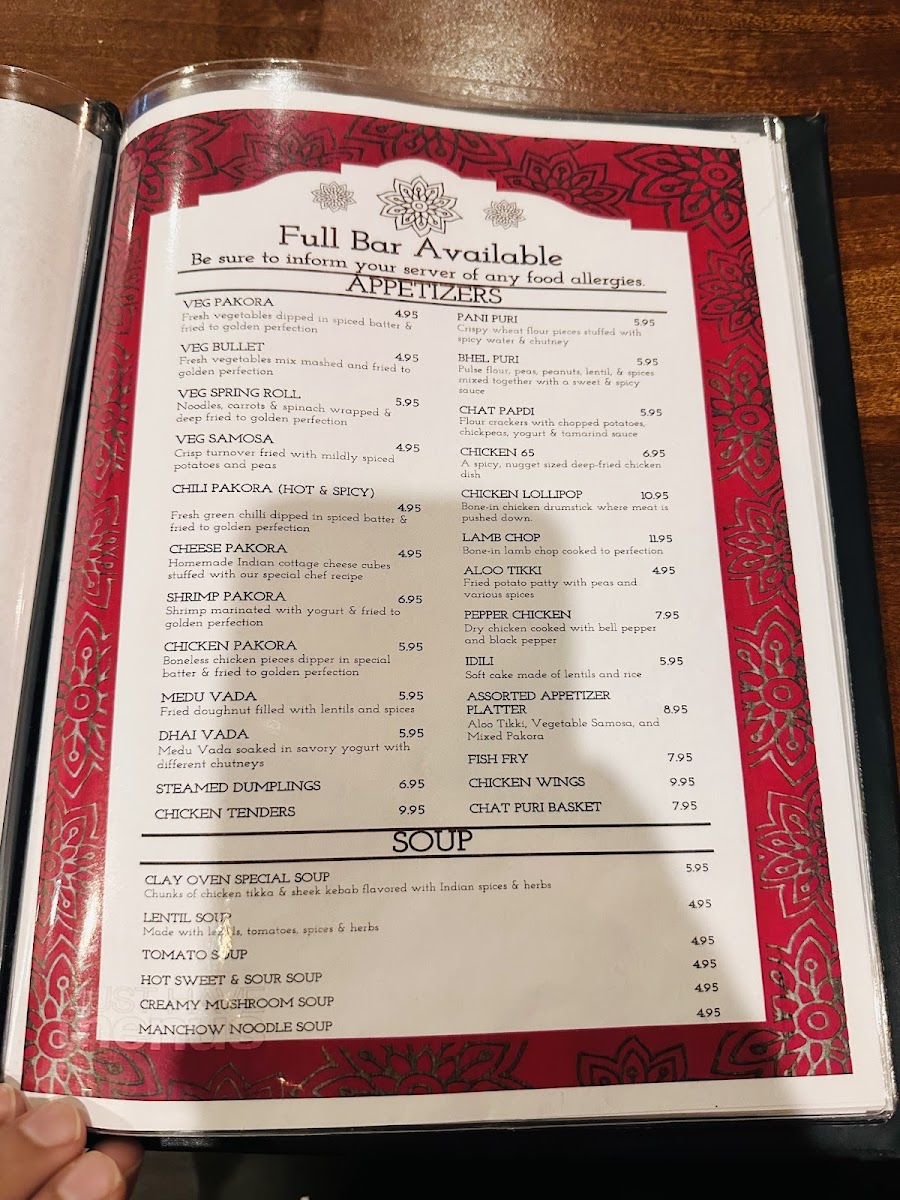 Full Bar Available
Be sure to inform your server of any food allergies.
APPETIZERS
VEG PAKORA
4.95
Fresh vegetables dipped in spiced batter &
fried to golden perfection
VEG BULLET
4.95
Fresh vegetables mix mashed and fried to
golden perfection
VEG SPRING ROLL
5.95
Noodles, carrots & spinach wrapped &
deep fried to golden perfection
VEG SAMOSA
4.95
Crisp turnover fried with mildly spiced
potatoes and peas
CHILI PAKORA (HOT & SPICY)
4.95
Fresh green chilli dipped in spiced batter &
fried to golden perfection
CHEESE PAKORA
4.95
Homemade Indian cottage cheese cubes
stuffed with our special chef recipe
SHRIMP PAKORA
6.95
Shrimp marinated with yogurt & fried to
golden perfection
CHICKEN PAKORA 5.95
Boneless chicken pieces dipper in special
batter & fried to golden perfection
MEDU VADA 5.95
Fried doughnut filled with lentils and spices
DHAI VADA 5.95
Medu Vada soaked in savory yogurt with
different chutneys
STEAMED DUMPLINGS 6.95
CHICKEN TENDERS 9.95
PANI PURI 5.95
Crispy wheat flour pieces stuffed with
spicy water & chutney
BHEL PURI 5.95
Pulse flour, peas, peanuts, lentil, & spices
mixed together with a sweet & spicy
sauce
CHAT PAPDI 5.95
Flour crackers with chopped potatoes,
chickpeas, yogurt & tamarind sauce
CHICKEN 65 6.95
A spicy, nugget sized deep-fried chicken
dish
CHICKEN LOLLIPOP 10.95
Bone-in chicken drumstick where meat is
pushed down.
LAMB CHOP 11.95
Bone-in lamb chop cooked to perfection
ALOO TIKKI 4.95
Fried potato patty with peas and
various spices
PEPPER CHICKEN 7.95
Dry chicken cooked with bell pepper
and black pepper
IDILI 5.95
Soft cake made of lentils and rice
ASSORTED APPETIZER
PLATTER 8.95
Aloo Tikki, Vegetable Samosa, and
Mixed Pakora
FISH FRY 7.95
CHICKEN WINGS 9.95
CHAT PURI BASKET 7.95
SOUP
CLAY OVEN SPECIAL SOUP 5.95
Chunks of chicken tikka & sheek kebab flavored with Indian spices & herbs
LENTIL SOUP 4.95
Made with lentils, tomatoes, spices & herbs
TOMATO SOUP 4.95
HOT SWEET & SOUR SOUP 4.95
CREAMY MUSHROOM SOUP 4.95
MANCHOW NOODLE SOUP 4.95